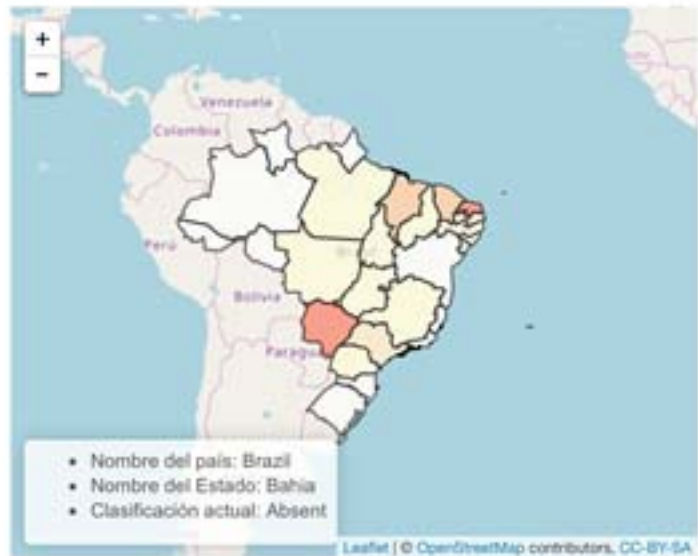 +
−
Venezuela
Colombia
Perú
Bolivia
Paragua
• Nombre del país: Brazil
• Nombre del Estado: Bahia
• Clasificación actual: Absent
Leaflet | © OpenStreetMap contributors, CC-BY-SA